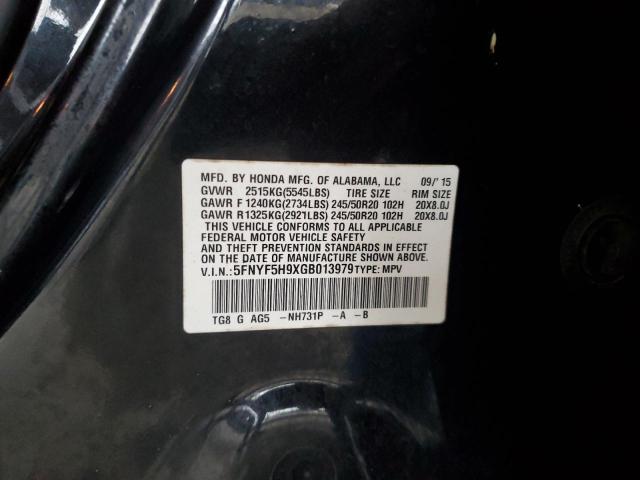 MFD. BY HONDA MFG. OF ALABAMA, LLC 09/'15
GVWR 2515KG(5545LBS) TIRE SIZE RIM SIZE
GAWR F 1240KG(2734LBS) 245/50R20 102H 20X8.0J
GAWR R 1325KG(2921LBS) 245/50R20 102H 20X8.0J
THIS VEHICLE CONFORMS TO ALL APPLICABLE
FEDERAL MOTOR VEHICLE SAFETY
AND THEFT PREVENTION STANDARDS IN EFFECT
ON THE DATE OF MANUFACTURE SHOWN ABOVE.
V.I.N.: 5FNYF5H9XGB013979 TYPE: MPV
TG8 G AG5 -NH731P -A -B